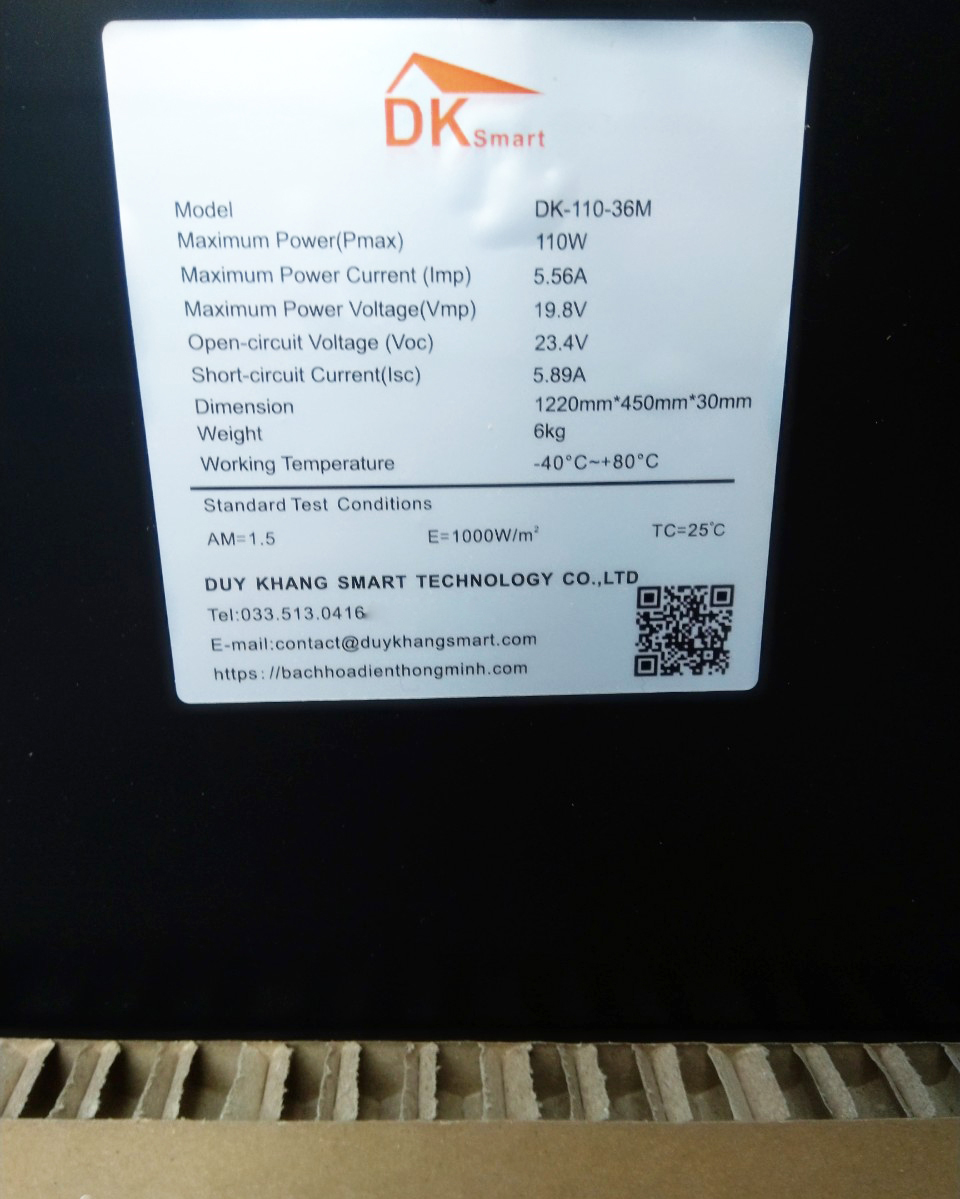 DK Smart
Model DK-110-36M
Maximum Power(Pmax) 110W
Maximum Power Current (Imp) 5.56A
Maximum Power Voltage(Vmp) 19.8V
Open-circuit Voltage (Voc) 23.4V
Short-circuit Current(Isc) 5.89A
Dimension 1220mm*450mm*30mm
Weight 6kg
Working Temperature -40°C~+80°C
Standard Test Conditions
AM=1.5 E=1000W/m² TC=25℃
DUY KHANG SMART TECHNOLOGY CO.,LTD
Tel:033.513.0416
E-mail:contact@duykhangsmart.com
https://bachhoadienthongminh.com